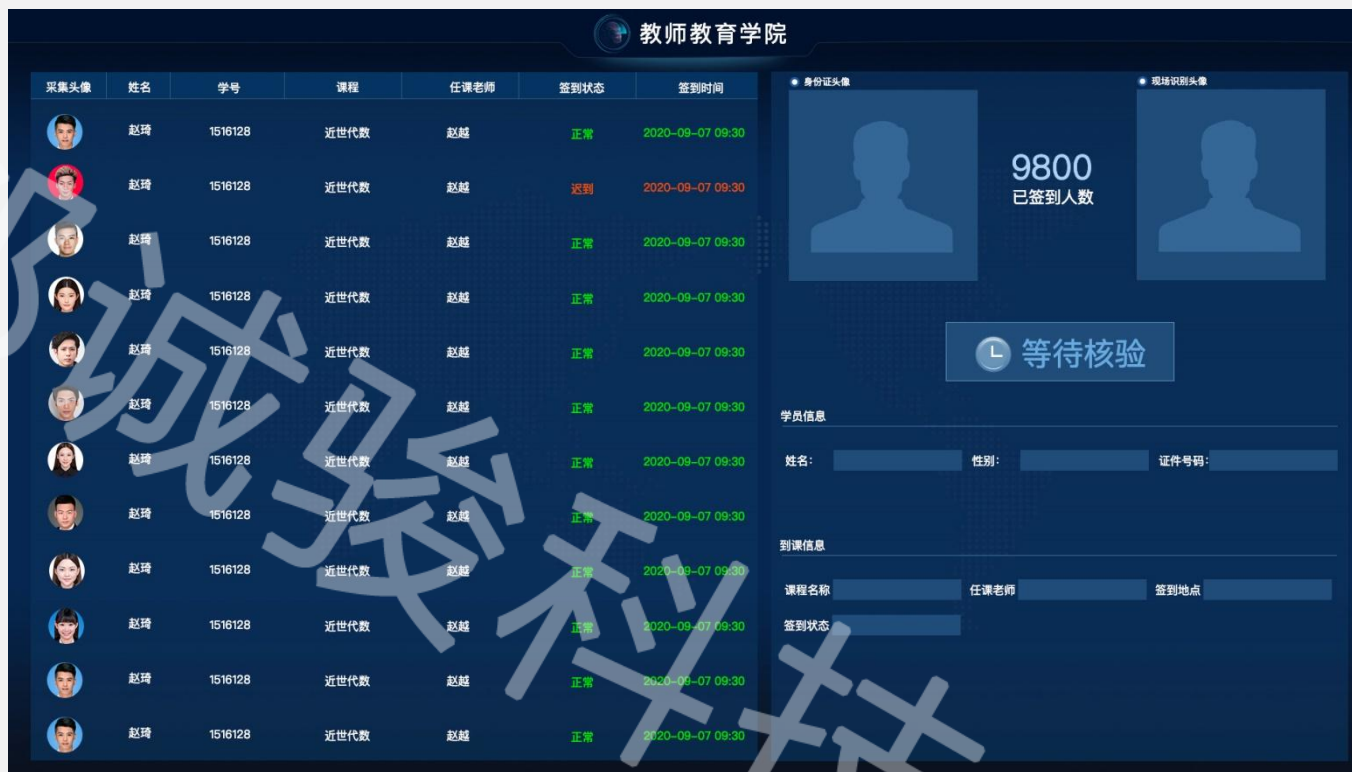 教师教育学院
采集头像 姓名 学号 课程 任课老师 签到状态 签到时间
赵琦 1516128 近世代数 赵越 正常 2020-09-07 09:30
赵琦 1516128 近世代数 赵越 迟到 2020-09-07 09:30
赵琦 1516128 近世代数 赵越 正常 2020-09-07 09:30
赵琦 1516128 近世代数 赵越 正常 2020-09-07 09:30
赵琦 1516128 近世代数 赵越 正常 2020-09-07 09:30
赵琦 1516128 近世代数 赵越 正常 2020-09-07 09:30
赵琦 1516128 近世代数 赵越 正常 2020-09-07 09:30
赵琦 1516128 近世代数 赵越 正常 2020-09-07 09:30
赵琦 1516128 近世代数 赵越 正常 2020-09-07 09:30
赵琦 1516128 近世代数 赵越 正常 2020-09-07 09:30
赵琦 1516128 近世代数 赵越 正常 2020-09-07 09:30
赵琦 1516128 近世代数 赵越 正常 2020-09-07 09:30
身份证头像 现场识别头像
9800
已签到人数
等待核验
学员信息
姓名: 性别: 证件号码:
到课信息
课程名称 任课老师 签到地点
签到状态
诚骏科技